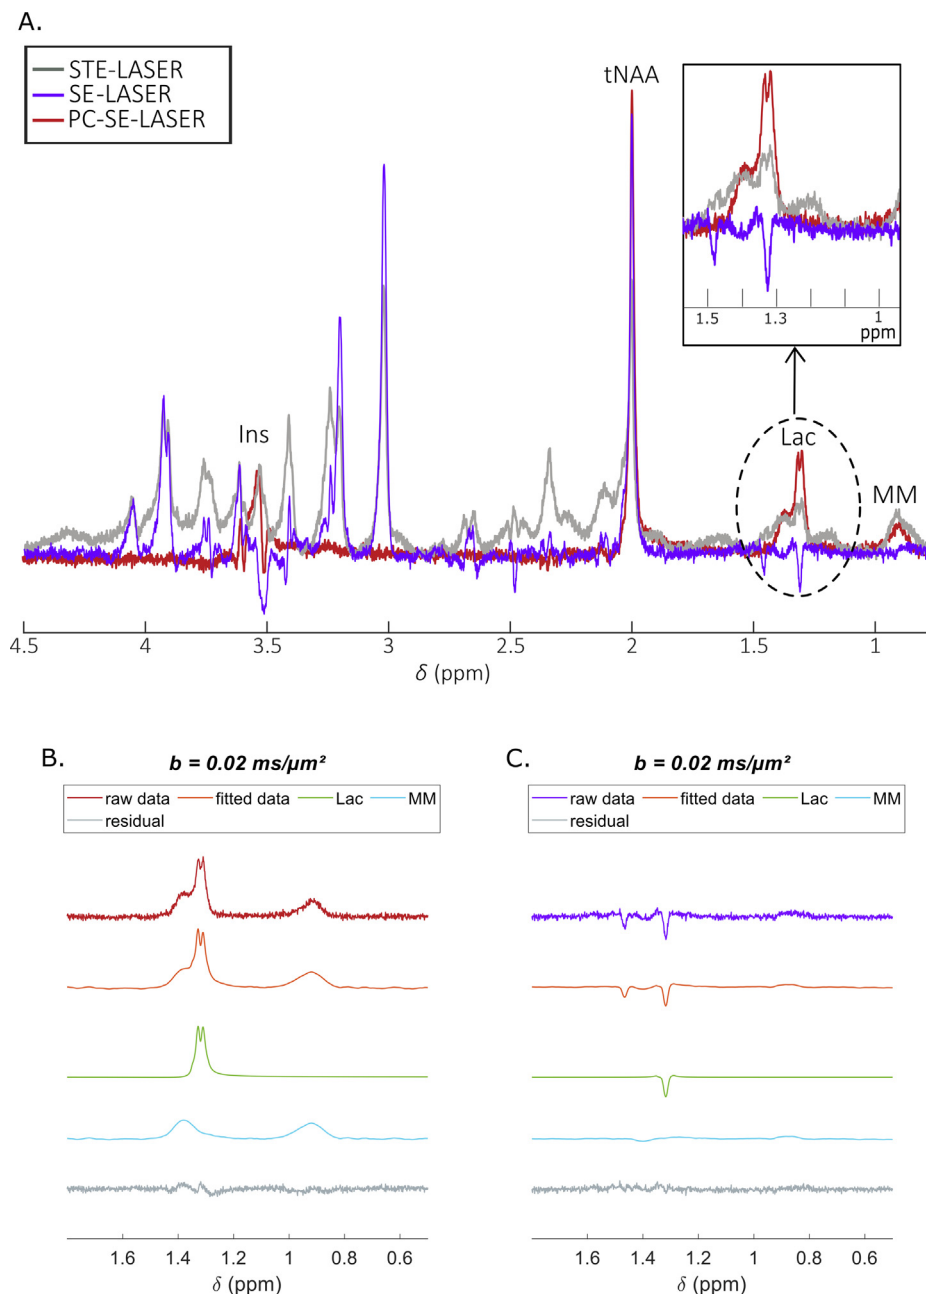 A.
STE-LASER
SE-LASER
PC-SE-LASER
tNAA
Ins
Lac
MM
1.5 1.3 1
ppm
4.5 4 3.5 3 2.5 2 1.5 1
δ (ppm)
B.
b = 0.02 ms/µm²
raw data fitted data Lac MM
residual
1.6 1.4 1.2 1 0.8 0.6
δ (ppm)
C.
b = 0.02 ms/µm²
raw data fitted data Lac MM
residual
1.6 1.4 1.2 1 0.8 0.6
δ (ppm)